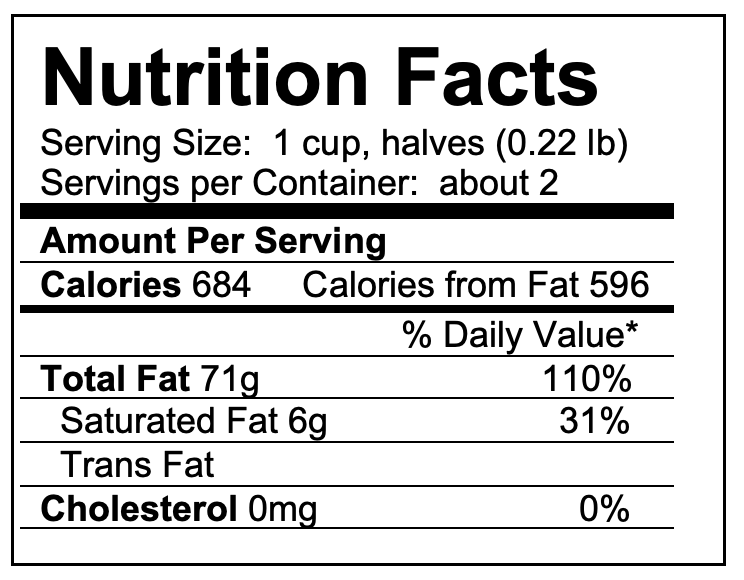 Nutrition Facts
Serving Size:  1 cup, halves (0.22 lb)
Servings per Container:  about 2
Amount Per Serving
Calories 684 Calories from Fat 596
% Daily Value*
Total Fat 71g 110%
Saturated Fat 6g 31%
Trans Fat
Cholesterol 0mg 0%